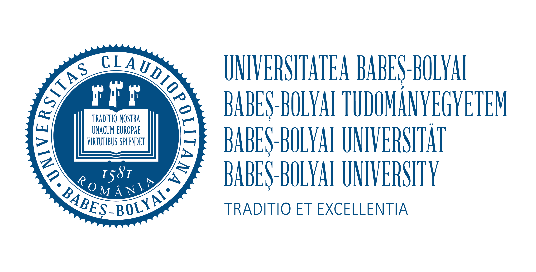 UNIVERSITAS CLAUDIOPOLITANA
TRADITIO NOSTRA
UNACUM EUROPAE
VIRTUTIBUS SPLENDET
1581
ROMÂNIA
• BABEȘ-BOLYAI •
UNIVERSITATEA BABEȘ-BOLYAI
BABEȘ-BOLYAI TUDOMÁNYEGYETEM
BABEȘ-BOLYAI UNIVERSITÄT
BABEȘ-BOLYAI UNIVERSITY
TRADITIO ET EXCELLENTIA